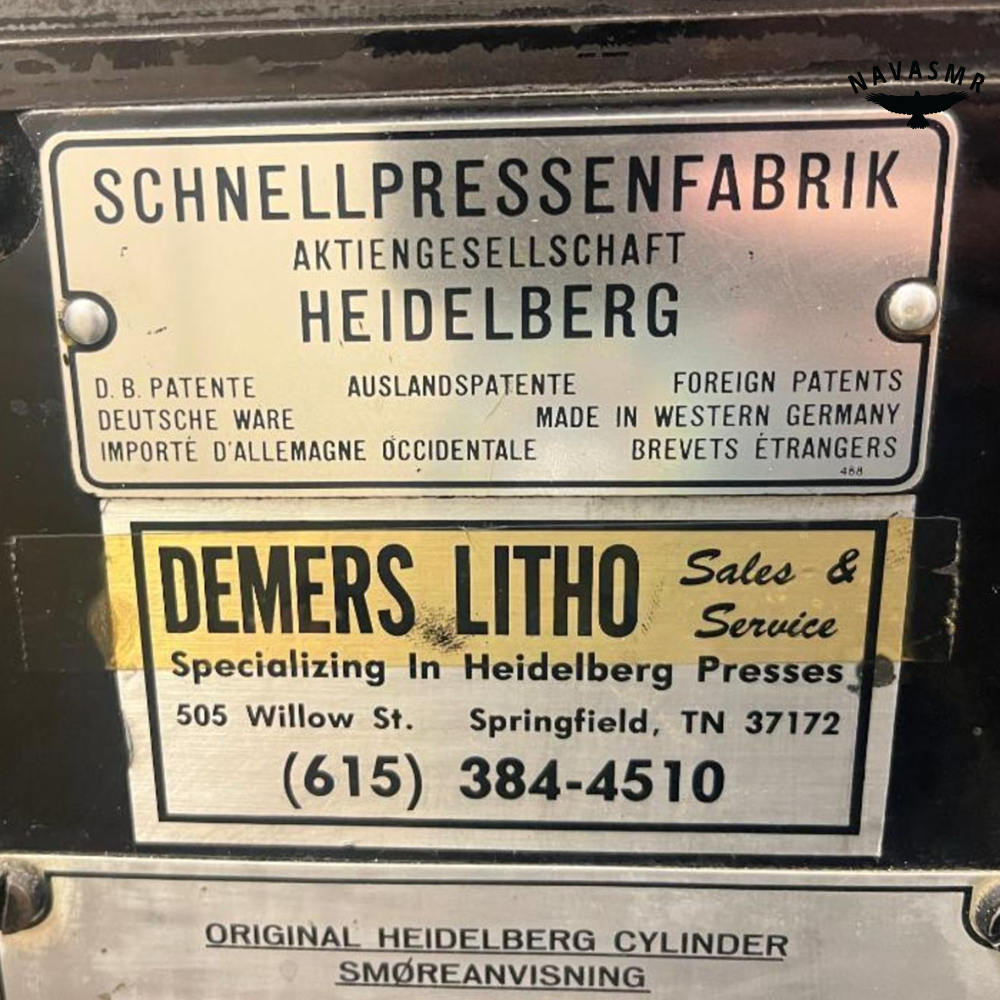 NAVASMR
SCHNELLPRESSENFABRIK
AKTIENGESELLSCHAFT
HEIDELBERG
D. B. PATENTE AUSLANDSPATENTE FOREIGN PATENTS
DEUTSCHE WARE MADE IN WESTERN GERMANY
IMPORTÉ D'ALLEMAGNE OCCIDENTALE BREVETS ÉTRANGERS
468
DEMERS LITHO Sales &
Service
Specializing In Heidelberg Presses
505 Willow St. Springfield, TN 37172
(615) 384-4510
ORIGINAL HEIDELBERG CYLINDER
SMØREANVISNING